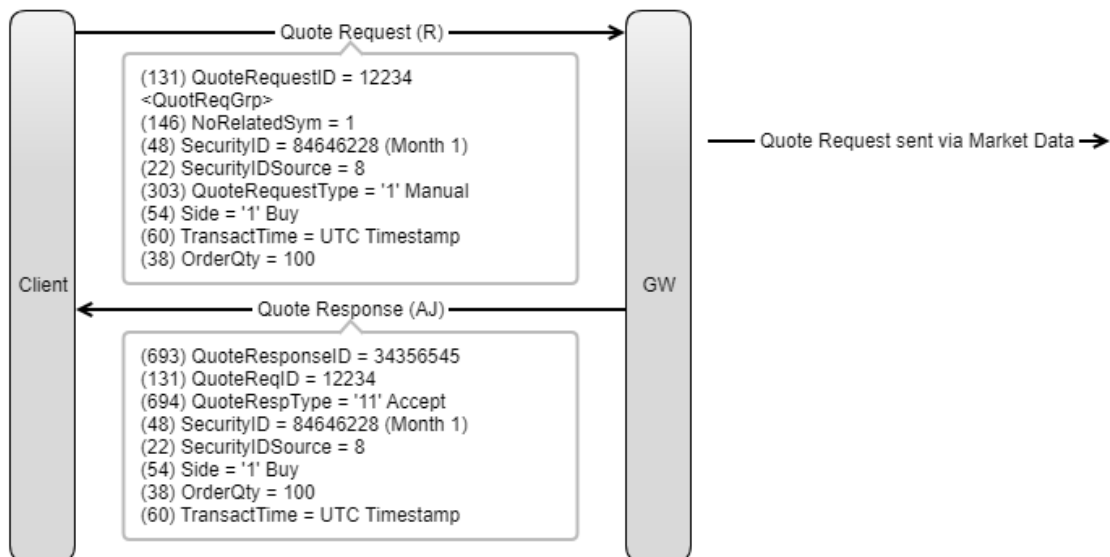 Quote Request (R)
(131) QuoteRequestID = 12234
<QuotReqGrp>
(146) NoRelatedSym = 1
(48) SecurityID = 84646228 (Month 1)
(22) SecurityIDSource = 8
(303) QuoteRequestType = '1' Manual
(54) Side = '1' Buy
(60) TransactTime = UTC Timestamp
(38) OrderQty = 100
Quote Request sent via Market Data
Client
GW
Quote Response (AJ)
(693) QuoteResponseID = 34356545
(131) QuoteReqID = 12234
(694) QuoteRespType = '11' Accept
(48) SecurityID = 84646228 (Month 1)
(22) SecurityIDSource = 8
(54) Side = '1' Buy
(38) OrderQty = 100
(60) TransactTime = UTC Timestamp